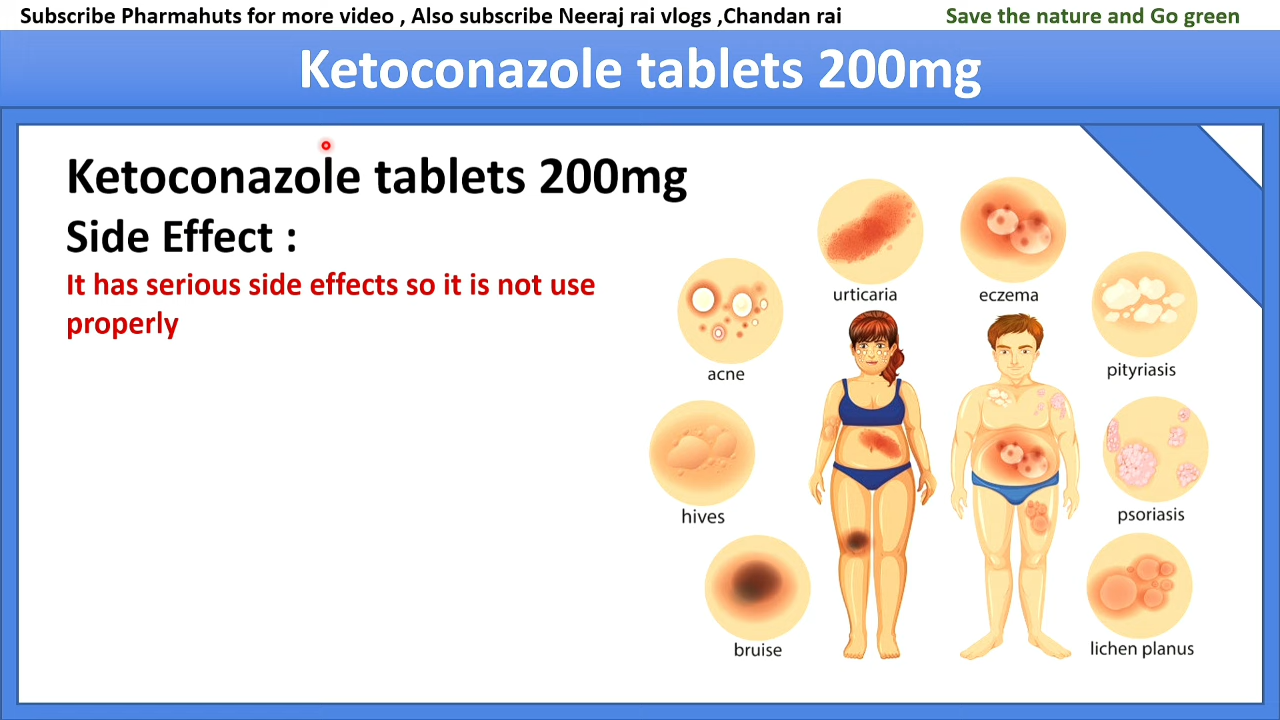 Subscribe Pharmahuts for more video , Also subscribe Neeraj rai vlogs ,Chandan rai
Save the nature and Go green
Ketoconazole tablets 200mg
Ketoconazole tablets 200mg
Side Effect :
It has serious side effects so it is not use
properly
urticaria
eczema
acne
pityriasis
hives
psoriasis
bruise
lichen planus